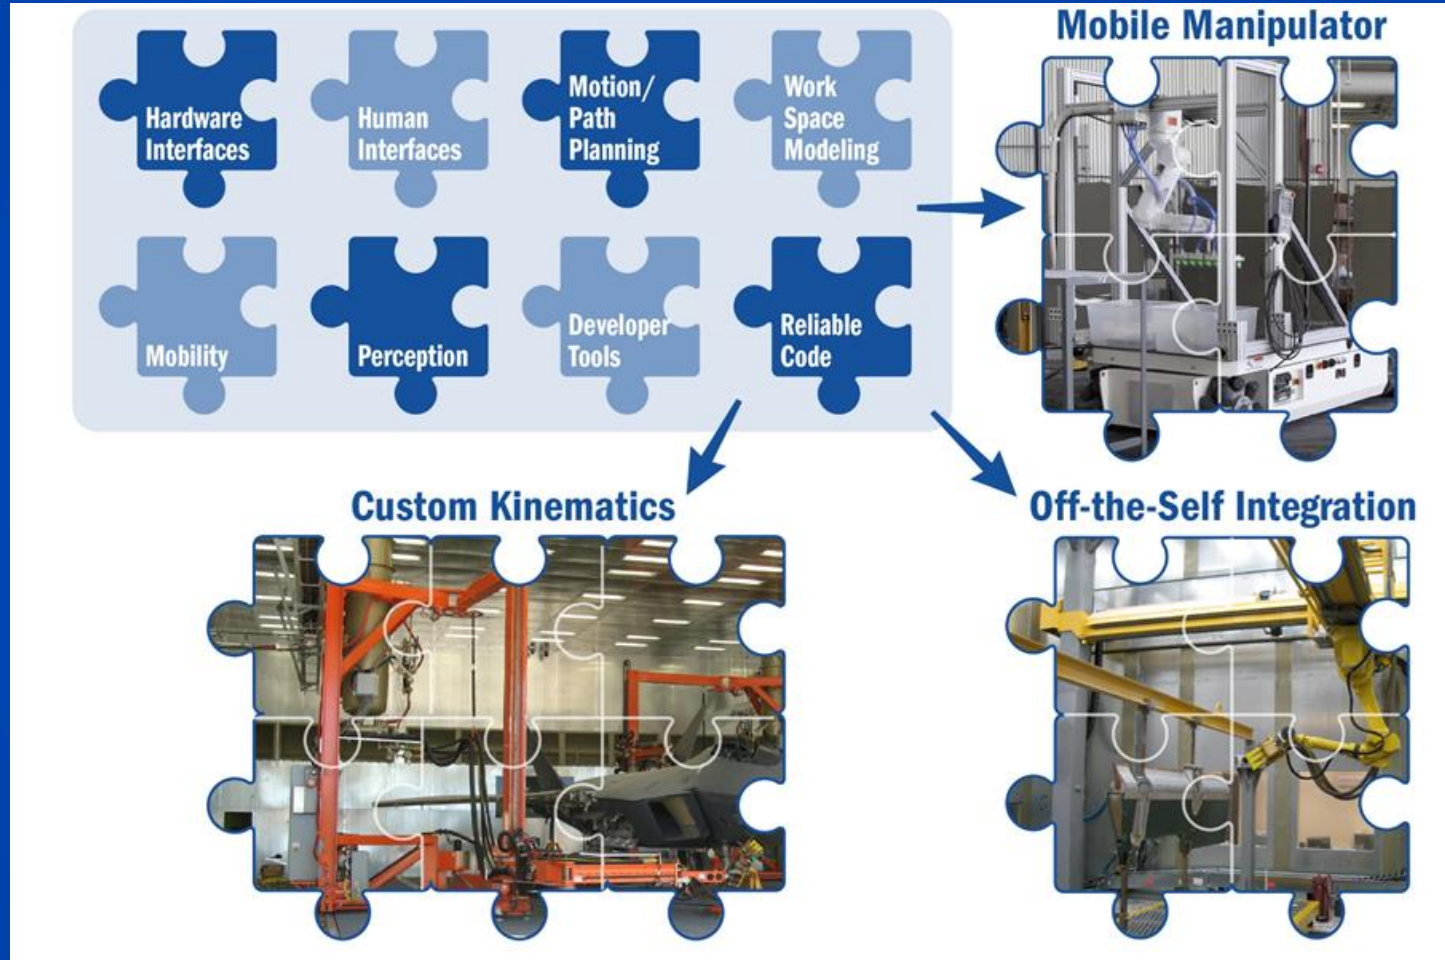 Mobile Manipulator
Hardware
Interfaces
Human
Interfaces
Motion/
Path
Planning
Work
Space
Modeling
Mobility
Perception
Developer
Tools
Reliable
Code
Custom Kinematics
Off-the-Self Integration